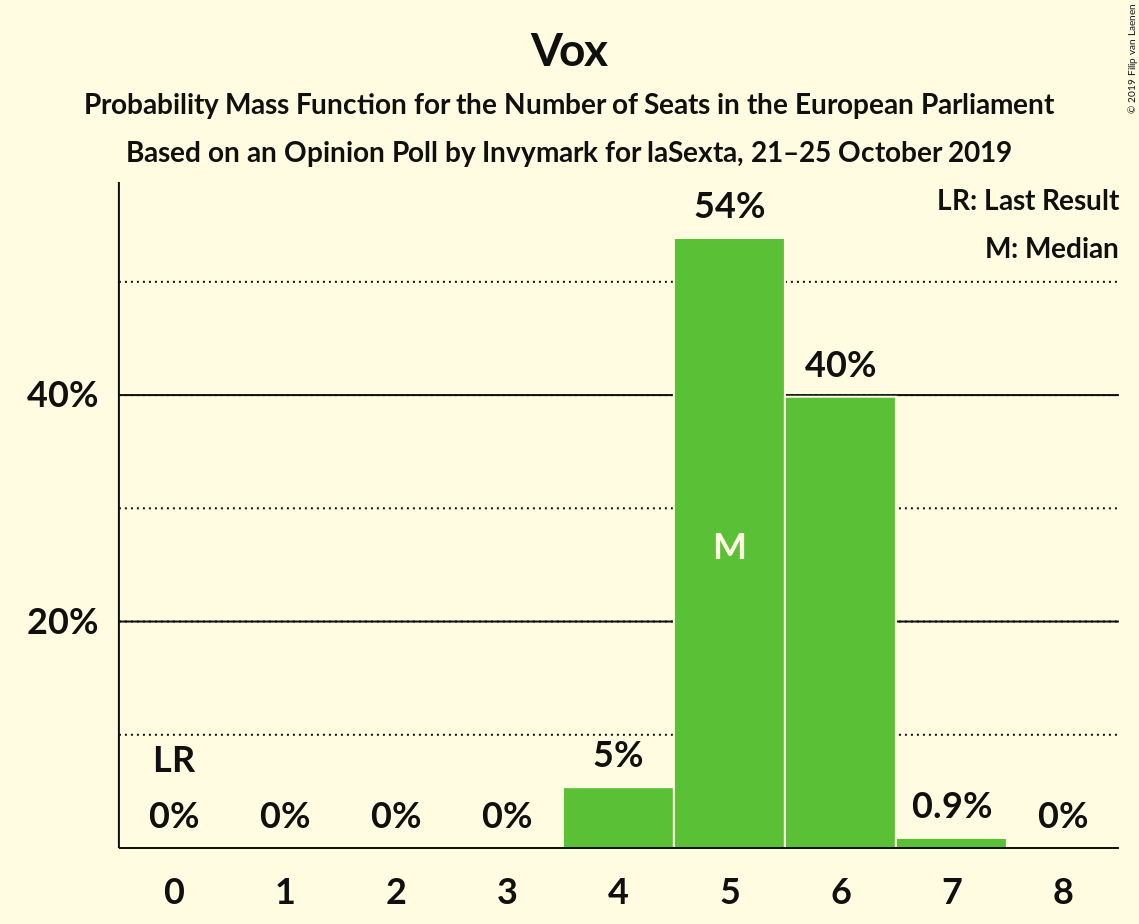 Vox
Probability Mass Function for the Number of Seats in the European Parliament
Based on an Opinion Poll by Invymark for laSexta, 21–25 October 2019
© 2019 Filip van Laenen
LR: Last Result
M: Median
54%
40%
40%
M
20%
LR
5%
0%
0%
0%
0%
0.9%
0%
0
1
2
3
4
5
6
7
8